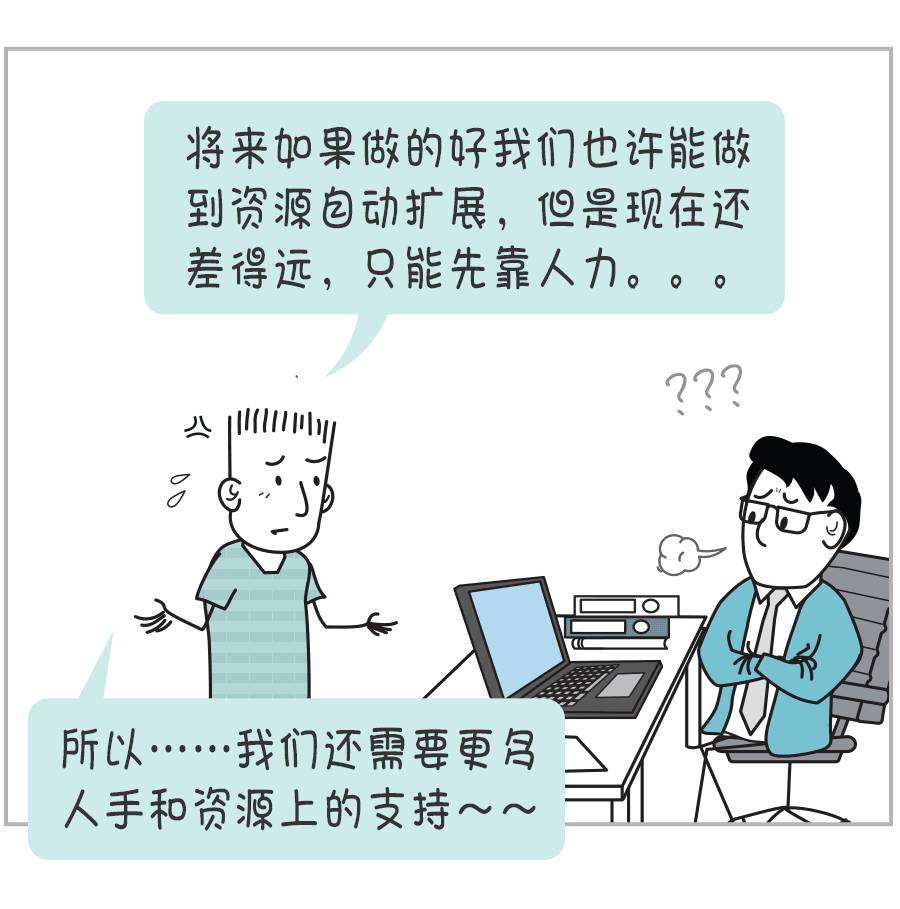 将来如果做的好我们也许能做
到资源自动扩展，但是现在还
差得远，只能先靠人力。。。
???
所以……我们还需要更多
人手和资源上的支持～～